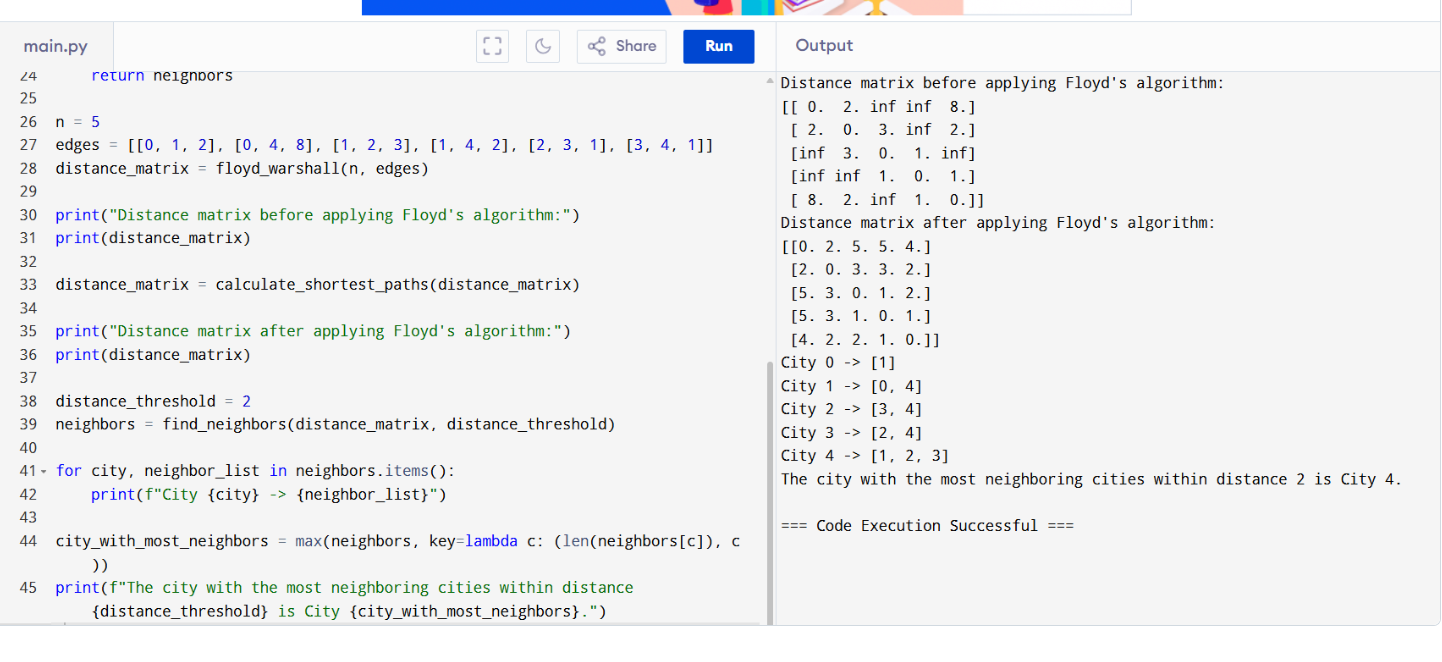 main.py
Share
Run
Output
24 return neighbors
25
26 n = 5
27 edges = [[0, 1, 2], [0, 4, 8], [1, 2, 3], [1, 4, 2], [2, 3, 1], [3, 4, 1]]
28 distance_matrix = floyd_warshall(n, edges)
29
30 print("Distance matrix before applying Floyd's algorithm:")
31 print(distance_matrix)
32
33 distance_matrix = calculate_shortest_paths(distance_matrix)
34
35 print("Distance matrix after applying Floyd's algorithm:")
36 print(distance_matrix)
37
38 distance_threshold = 2
39 neighbors = find_neighbors(distance_matrix, distance_threshold)
40
41 for city, neighbor_list in neighbors.items():
42 print(f"City {city} -> {neighbor_list}")
43
44 city_with_most_neighbors = max(neighbors, key=lambda c: (len(neighbors[c]), c
))
45 print(f"The city with the most neighboring cities within distance
{distance_threshold} is City {city_with_most_neighbors}.")
Distance matrix before applying Floyd's algorithm:
[[ 0. 2. inf inf 8.]
[ 2. 0. 3. inf 2.]
[inf 3. 0. 1. inf]
[inf inf 1. 0. 1.]
[ 8. 2. inf 1. 0.]]
Distance matrix after applying Floyd's algorithm:
[[0. 2. 5. 5. 4.]
[2. 0. 3. 3. 2.]
[5. 3. 0. 1. 2.]
[5. 3. 1. 0. 1.]
[4. 2. 2. 1. 0.]]
City 0 -> [1]
City 1 -> [0, 4]
City 2 -> [3, 4]
City 3 -> [2, 4]
City 4 -> [1, 2, 3]
The city with the most neighboring cities within distance 2 is City 4.
=== Code Execution Successful ===